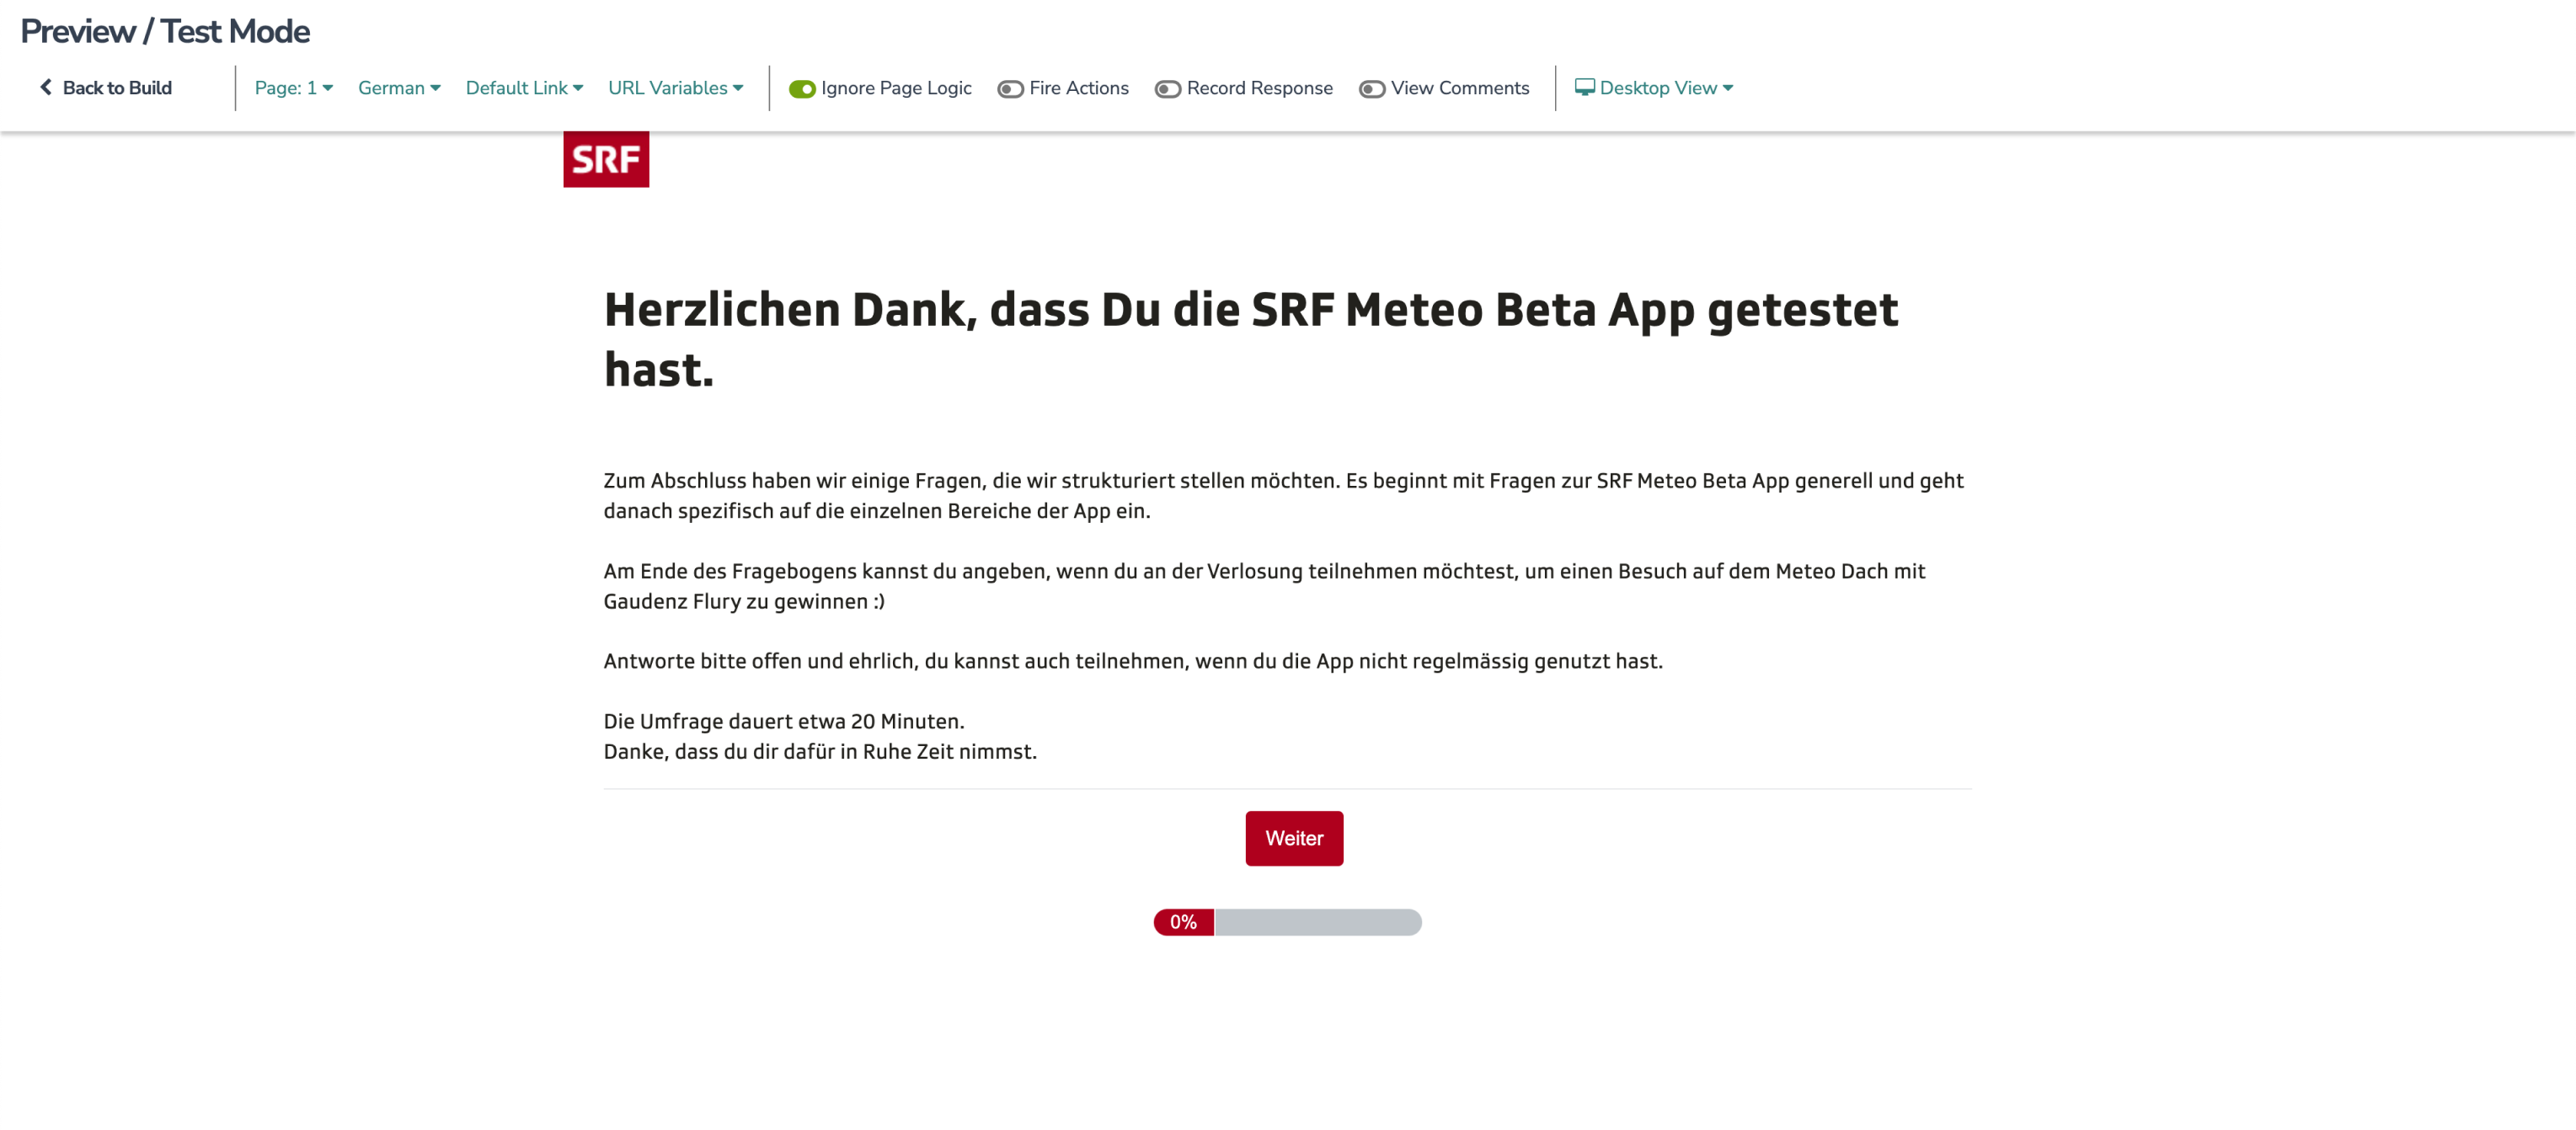 Preview / Test Mode
Back to Build Page: 1 German Default Link URL Variables Ignore Page Logic Fire Actions Record Response View Comments Desktop View
SRF
Herzlichen Dank, dass Du die SRF Meteo Beta App getestet
hast.
Zum Abschluss haben wir einige Fragen, die wir strukturiert stellen möchten. Es beginnt mit Fragen zur SRF Meteo Beta App generell und geht
danach spezifisch auf die einzelnen Bereiche der App ein.
Am Ende des Fragebogens kannst du angeben, wenn du an der Verlosung teilnehmen möchtest, um einen Besuch auf dem Meteo Dach mit
Gaudenz Flury zu gewinnen :)
Antworte bitte offen und ehrlich, du kannst auch teilnehmen, wenn du die App nicht regelmässig genutzt hast.
Die Umfrage dauert etwa 20 Minuten.
Danke, dass du dir dafür in Ruhe Zeit nimmst.
Weiter
0%